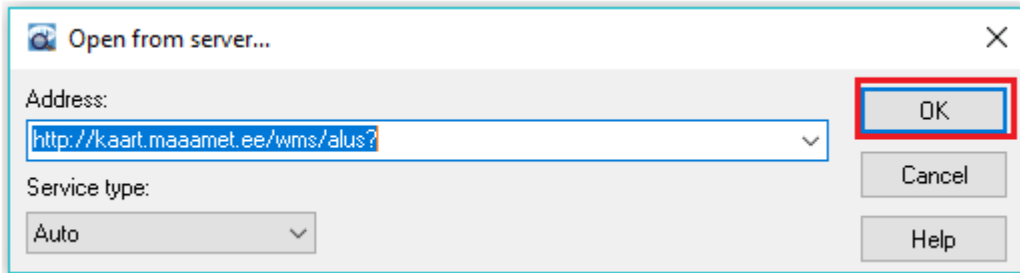 Open from server...
Address:
http://kaart.maaamet.ee/wms/alus?
Service type:
Auto
OK
Cancel
Help